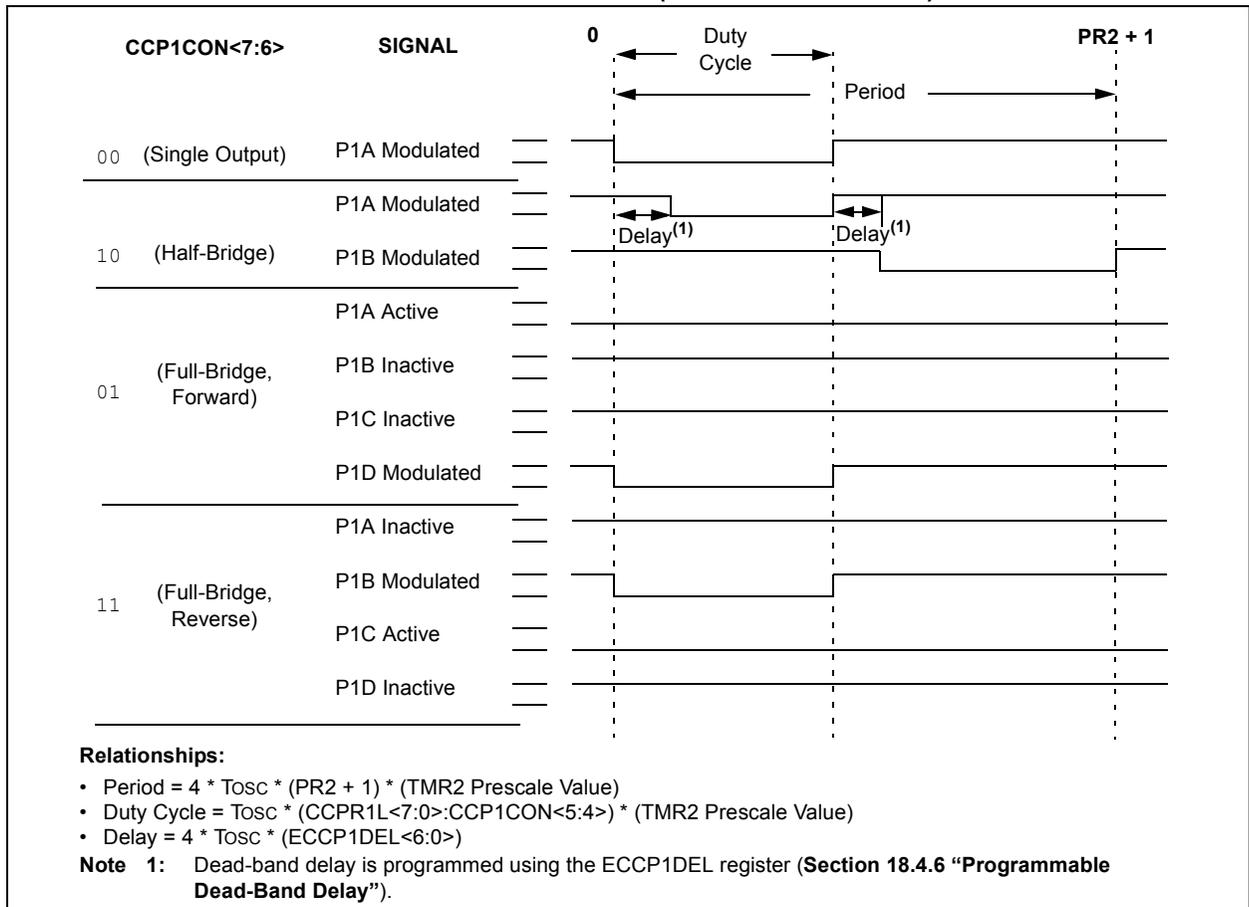 CCP1CON<7:6> SIGNAL 0 Duty Cycle PR2 + 1
Period
00 (Single Output) P1A Modulated
P1A Modulated
Delay(1) Delay(1)
10 (Half-Bridge) P1B Modulated
P1A Active
P1B Inactive
01 (Full-Bridge, Forward)
P1C Inactive
P1D Modulated
P1A Inactive
P1B Modulated
11 (Full-Bridge, Reverse)
P1C Active
P1D Inactive
Relationships:
• Period = 4 * TOSC * (PR2 + 1) * (TMR2 Prescale Value)
• Duty Cycle = TOSC * (CCPR1L<7:0>:CCP1CON<5:4>) * (TMR2 Prescale Value)
• Delay = 4 * TOSC * (ECCP1DEL<6:0>)
Note 1: Dead-band delay is programmed using the ECCP1DEL register (Section 18.4.6 “Programmable
Dead-Band Delay”).